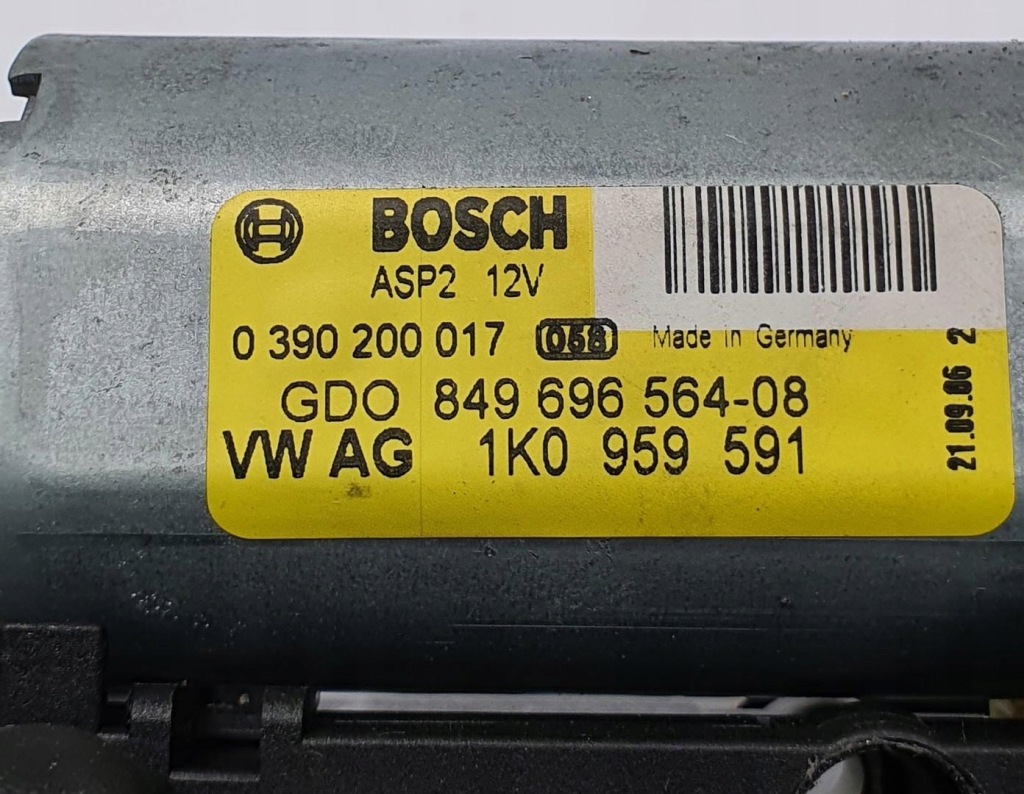 BOSCH
ASP2 12V
0 390 200 017 058 Made in Germany
GDO 849 696 564-08
VW AG 1K0 959 591
21.09.06 2